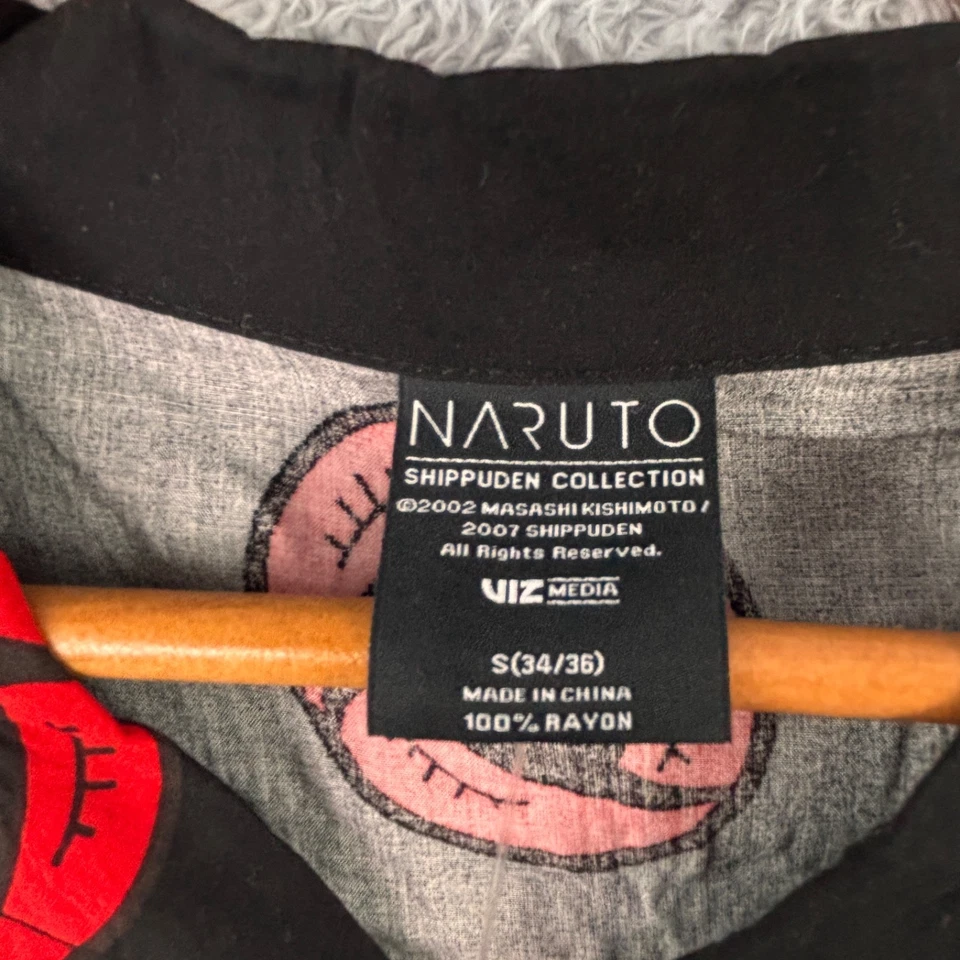 NARUTO
SHIPPUDEN COLLECTION
©2002 MASASHI KISHIMOTO /
2007 SHIPPUDEN
All Rights Reserved.
VIZ MEDIA
S(34/36)
MADE IN CHINA
100% RAYON